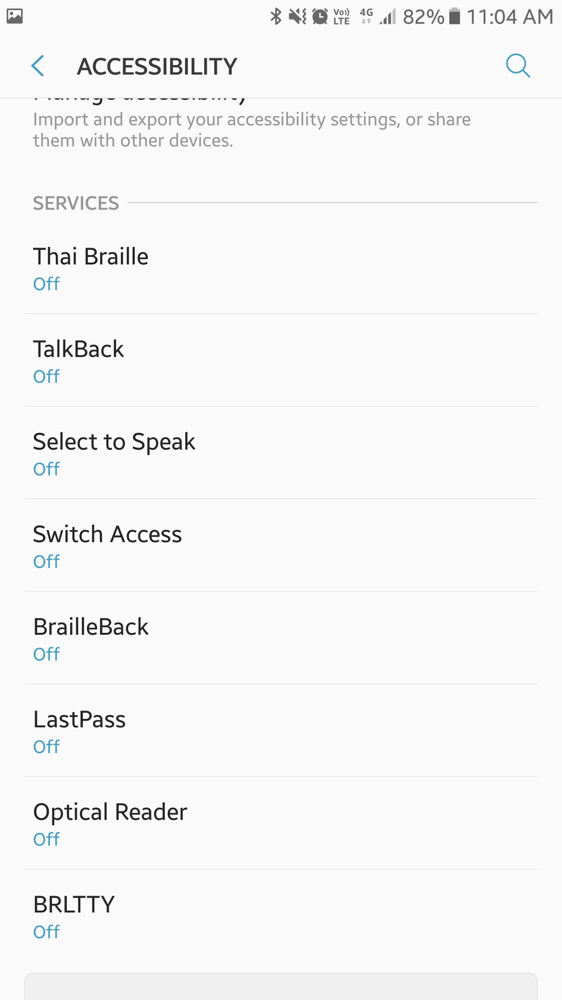 Vo)) LTE 4G 82% 11:04 AM
ACCESSIBILITY
Manage accessibility
Import and export your accessibility settings, or share
them with other devices.
SERVICES
Thai Braille
Off
TalkBack
Off
Select to Speak
Off
Switch Access
Off
BrailleBack
Off
LastPass
Off
Optical Reader
Off
BRLTTY
Off